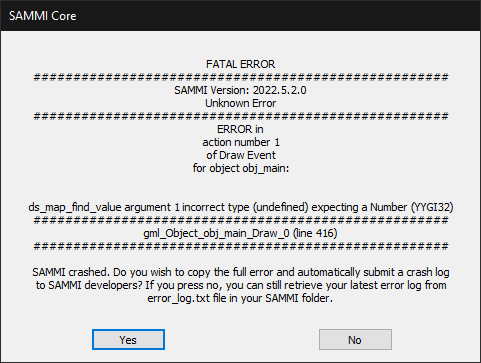 SAMMI Core
FATAL ERROR
####################################################
SAMMI Version: 2022.5.2.0
Unknown Error
####################################################
ERROR in
action number 1
of Draw Event
for object obj_main:
ds_map_find_value argument 1 incorrect type (undefined) expecting a Number (YYGI32)
####################################################
gml_Object_obj_main_Draw_0 (line 416)
####################################################
SAMMI crashed. Do you wish to copy the full error and automatically submit a crash log
to SAMMI developers? If you press no, you can still retrieve your latest error log from
error_log.txt file in your SAMMI folder.
Yes
No